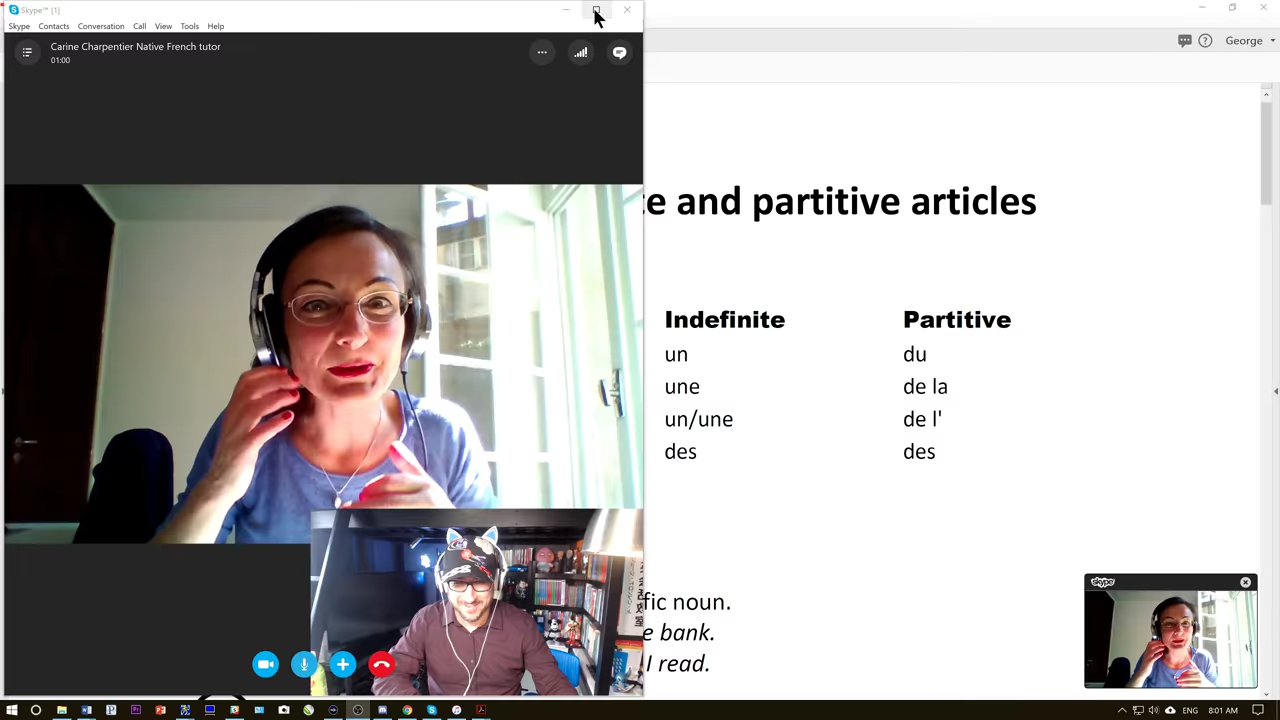 Skype™ [1]
Skype Contacts Conversation Call View Tools Help
Carine Charpentier Native French tutor
01:00
George
and partitive articles
Indefinite
Partitive
un
du
une
de la
un/une
de l'
des
des
noun.
bank.
I read.
skype
ENG 8:01 AM